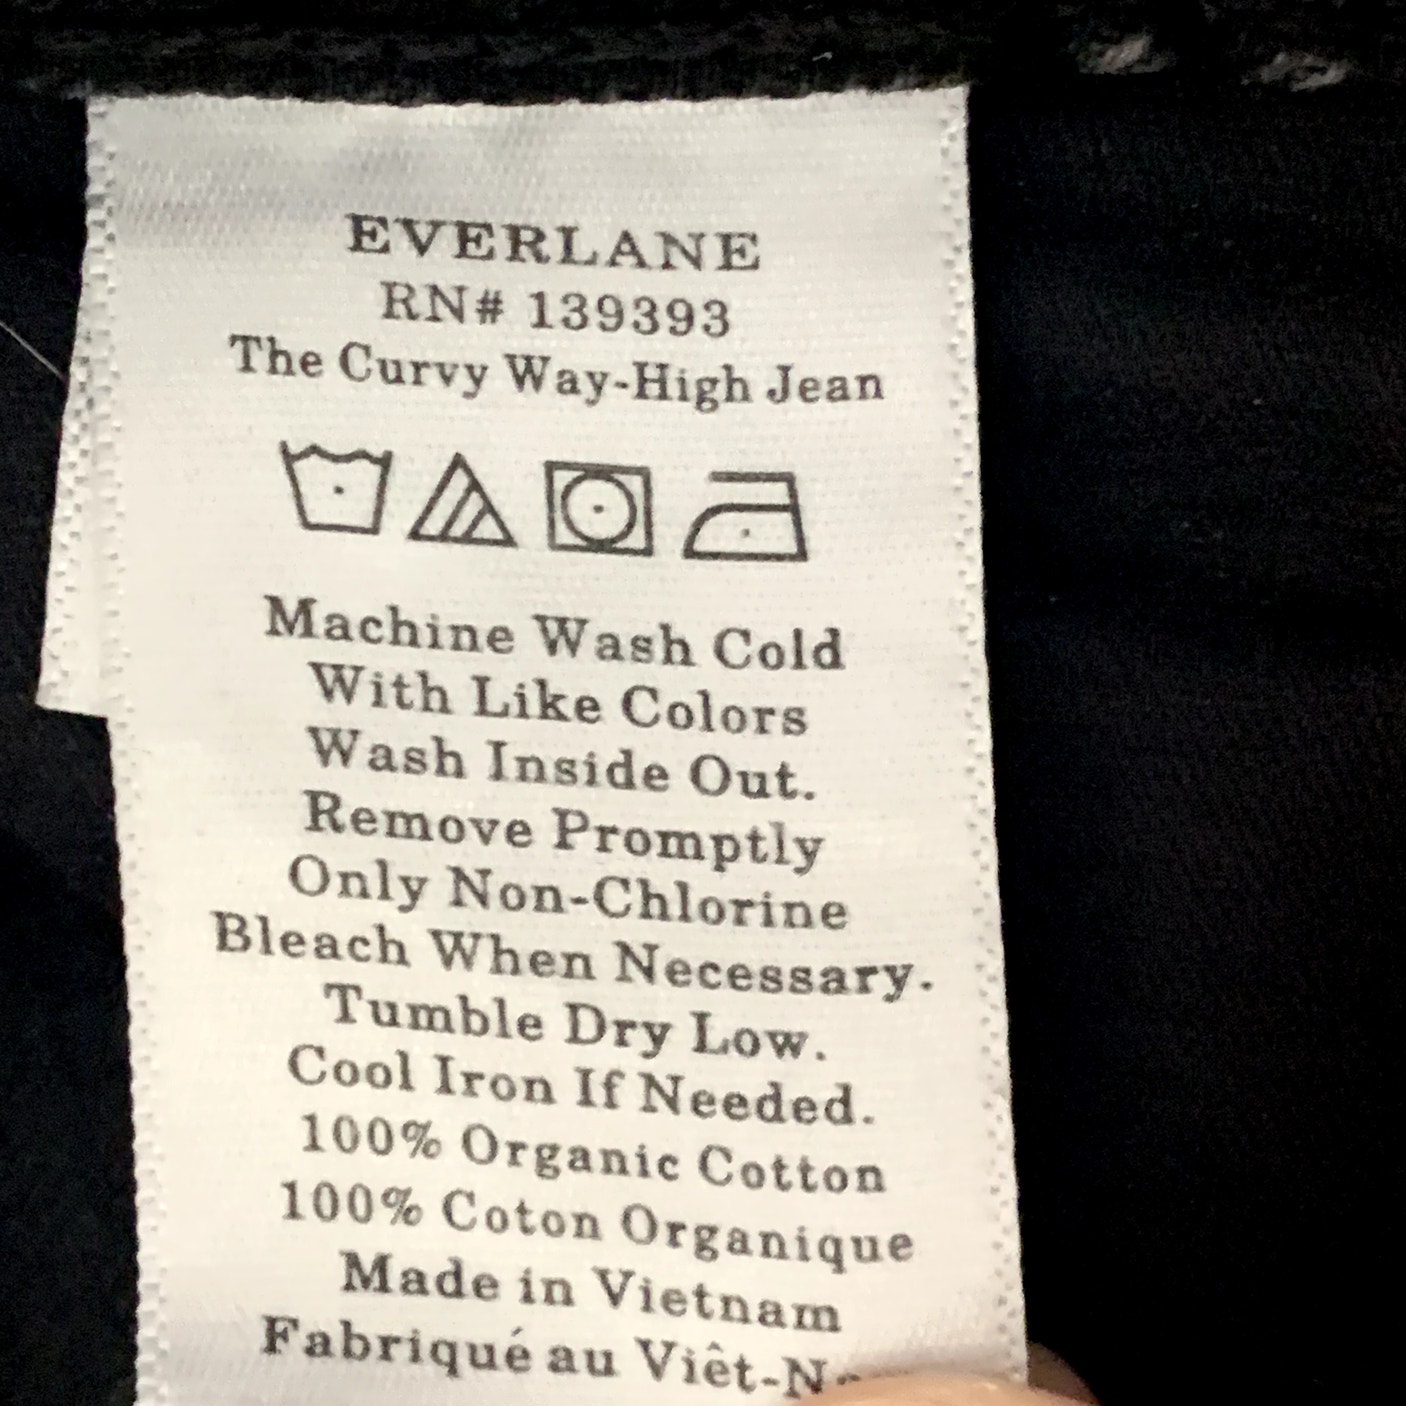 EVERLANE
RN# 139393
The Curvy Way-High Jean
Machine Wash Cold
With Like Colors
Wash Inside Out.
Remove Promptly
Only Non-Chlorine
Bleach When Necessary.
Tumble Dry Low.
Cool Iron If Needed.
100% Organic Cotton
100% Coton Organique
Made in Vietnam
Fabriqué au Viêt-N